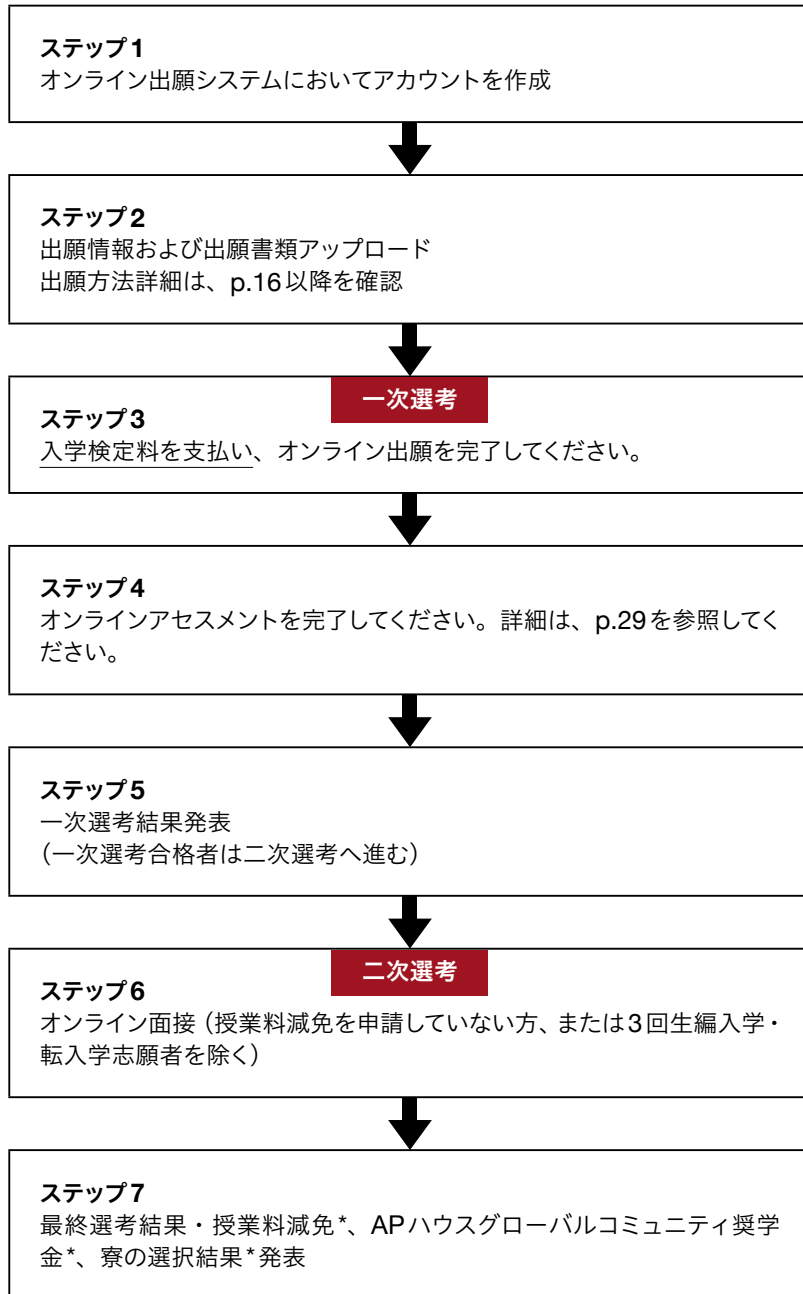 ステップ1
オンライン出願システムにおいてアカウントを作成
ステップ2
出願情報および出願書類アップロード
出願方法詳細は、p.16以降を確認
一次選考
ステップ3
入学検定料を支払い、オンライン出願を完了してください。
ステップ4
オンラインアセスメントを完了してください。詳細は、p.29を参照してく
ださい。
ステップ5
一次選考結果発表
（一次選考合格者は二次選考へ進む）
二次選考
ステップ6
オンライン面接（授業料減免を申請していない方、または3回生編入学・
転入学志願者を除く）
ステップ7
最終選考結果・授業料減免*、APハウスグローバルコミュニティ奨学
金*、寮の選択結果*発表